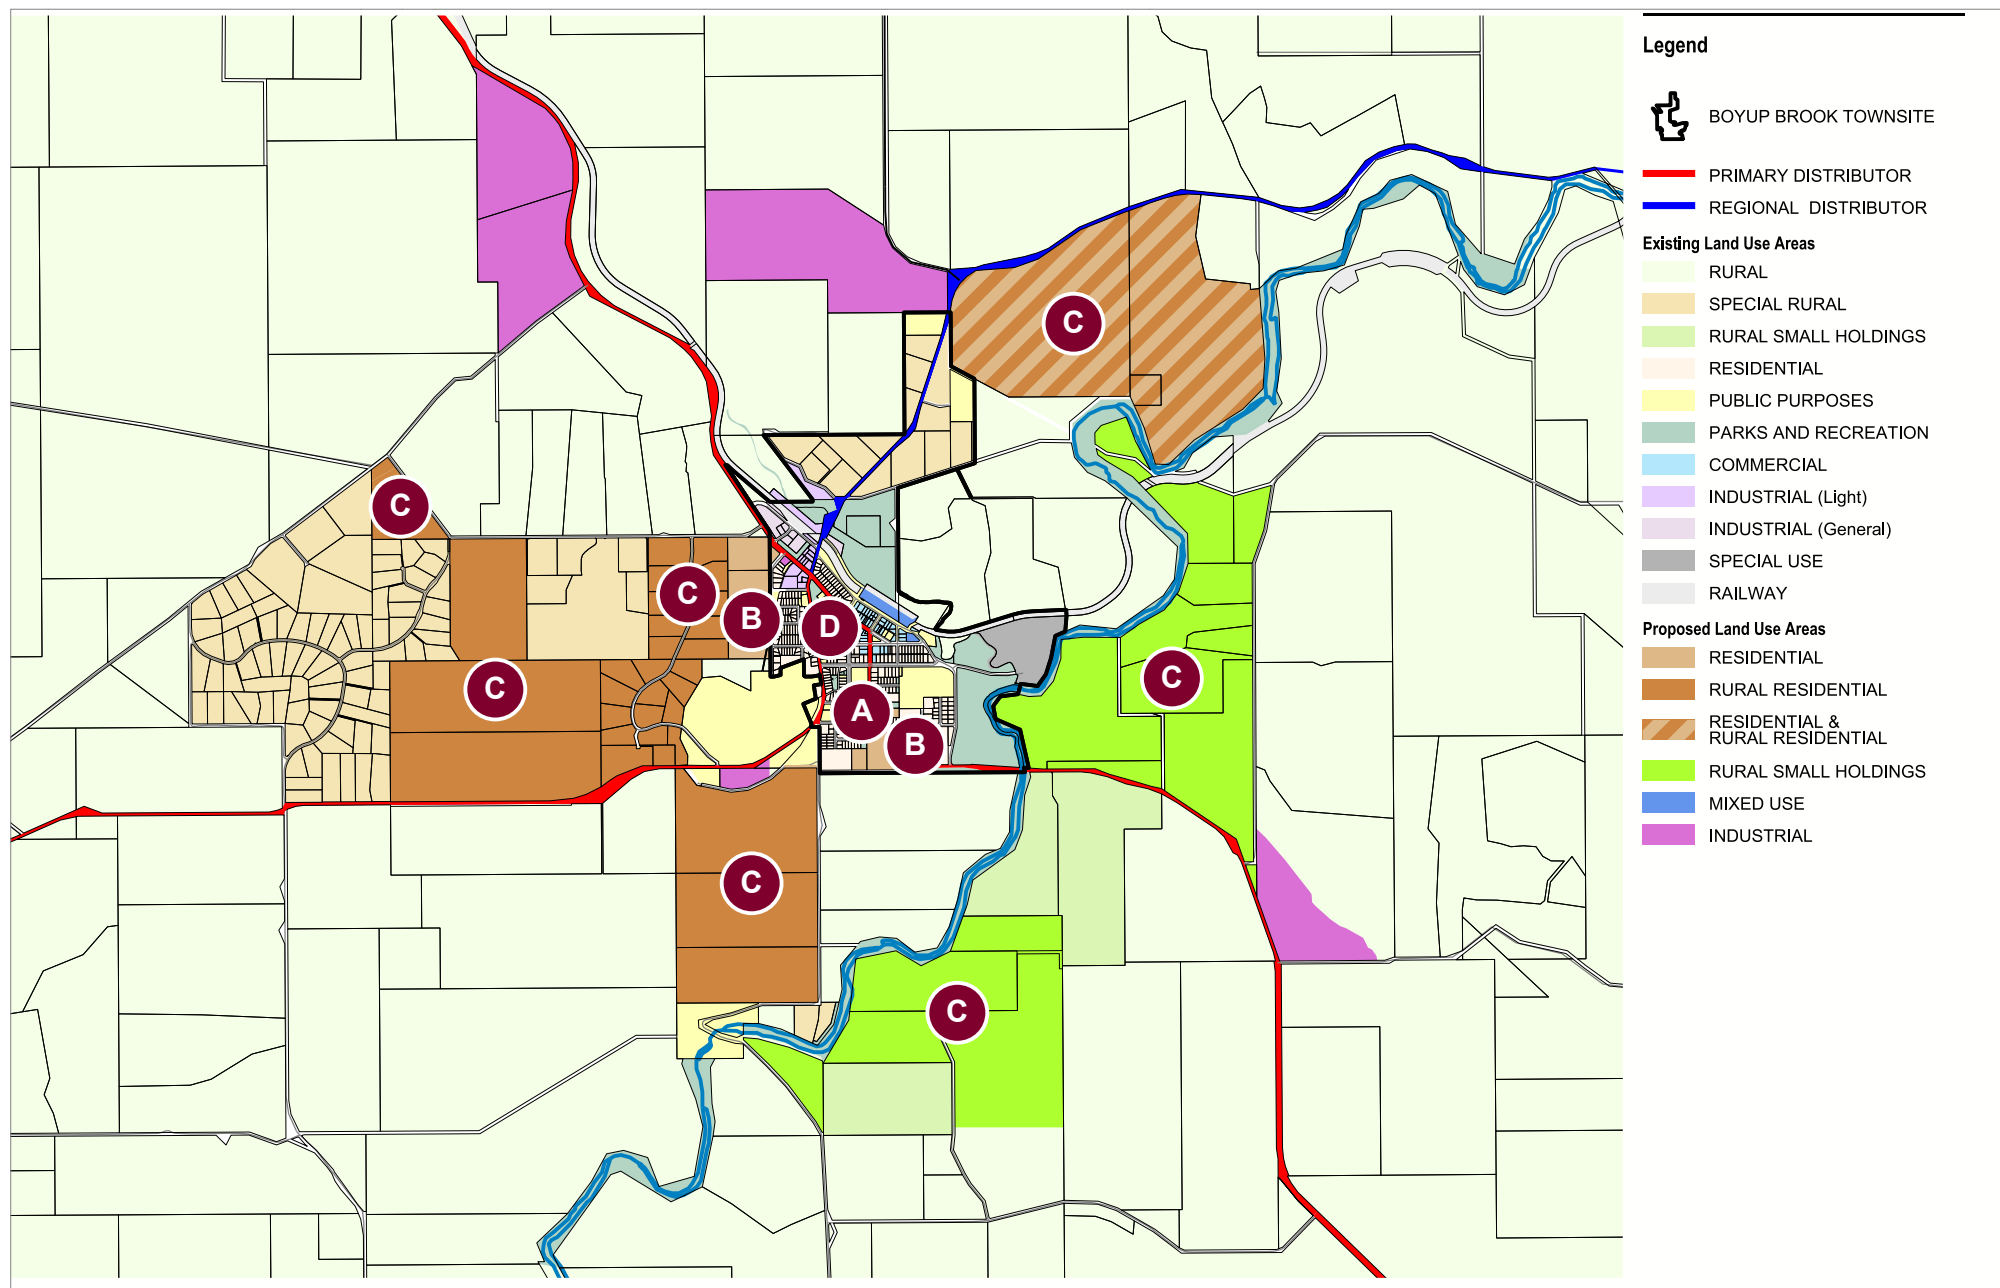 Legend
BOYUP BROOK TOWNSITE
PRIMARY DISTRIBUTOR
REGIONAL DISTRIBUTOR
Existing Land Use Areas
RURAL
SPECIAL RURAL
RURAL SMALL HOLDINGS
RESIDENTIAL
PUBLIC PURPOSES
PARKS AND RECREATION
COMMERCIAL
INDUSTRIAL (Light)
INDUSTRIAL (General)
SPECIAL USE
RAILWAY
Proposed Land Use Areas
RESIDENTIAL
RURAL RESIDENTIAL
RESIDENTIAL &
RURAL RESIDENTIAL
RURAL SMALL HOLDINGS
MIXED USE
INDUSTRIAL
C
C
C
B
D
C
C
A
B
C
C